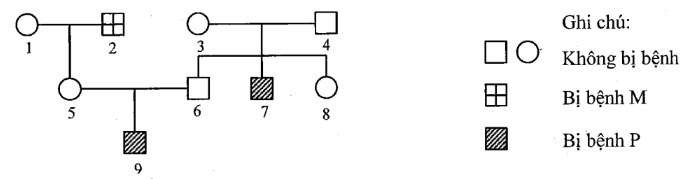 Ghi chú:
1 2 3 4
Không bị bệnh
5 6 7 8
Bị bệnh M
Bị bệnh P
9